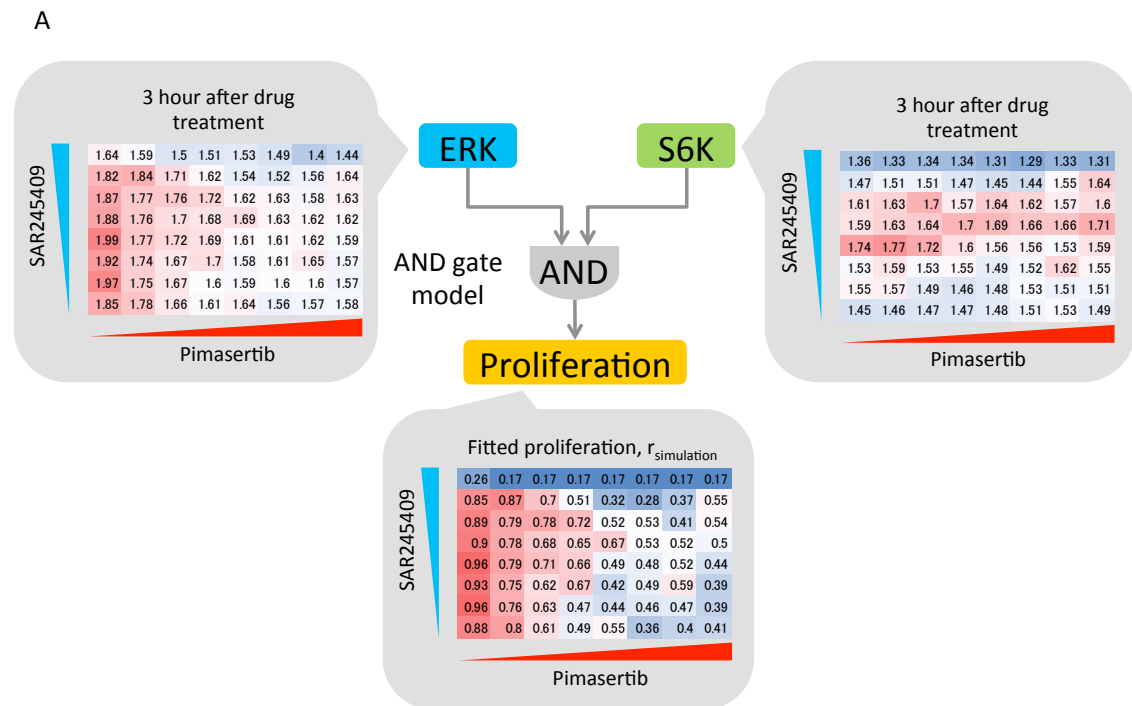 A
3 hour after drug
treatment
SAR245409
1.64 1.59 1.5 1.51 1.53 1.49 1.4 1.44
1.82 1.84 1.71 1.62 1.54 1.52 1.56 1.64
1.87 1.77 1.76 1.72 1.62 1.63 1.58 1.63
1.88 1.76 1.7 1.68 1.69 1.63 1.62 1.62
1.99 1.77 1.72 1.69 1.61 1.61 1.62 1.59
1.92 1.74 1.67 1.7 1.58 1.61 1.65 1.57
1.97 1.75 1.67 1.6 1.59 1.6 1.6 1.57
1.85 1.78 1.66 1.61 1.64 1.56 1.57 1.58
Pimasertib
ERK
S6K
AND gate
model
AND
Proliferation
3 hour after drug
treatment
SAR245409
1.36 1.33 1.34 1.34 1.31 1.29 1.33 1.31
1.47 1.51 1.51 1.47 1.45 1.44 1.55 1.64
1.61 1.63 1.7 1.57 1.64 1.62 1.57 1.6
1.59 1.63 1.64 1.7 1.69 1.66 1.66 1.71
1.74 1.77 1.72 1.6 1.56 1.56 1.53 1.59
1.53 1.59 1.53 1.55 1.49 1.52 1.62 1.55
1.55 1.57 1.49 1.46 1.48 1.53 1.51 1.51
1.45 1.46 1.47 1.47 1.48 1.51 1.53 1.49
Pimasertib
Fitted proliferation, r_simulation
SAR245409
0.26 0.17 0.17 0.17 0.17 0.17 0.17 0.17
0.85 0.87 0.7 0.51 0.32 0.28 0.37 0.55
0.89 0.79 0.78 0.72 0.52 0.53 0.41 0.54
0.9 0.78 0.68 0.65 0.67 0.53 0.52 0.5
0.96 0.79 0.71 0.66 0.49 0.48 0.52 0.44
0.93 0.75 0.62 0.67 0.42 0.49 0.59 0.39
0.96 0.76 0.63 0.47 0.44 0.46 0.47 0.39
0.88 0.8 0.61 0.49 0.55 0.36 0.4 0.41
Pimasertib